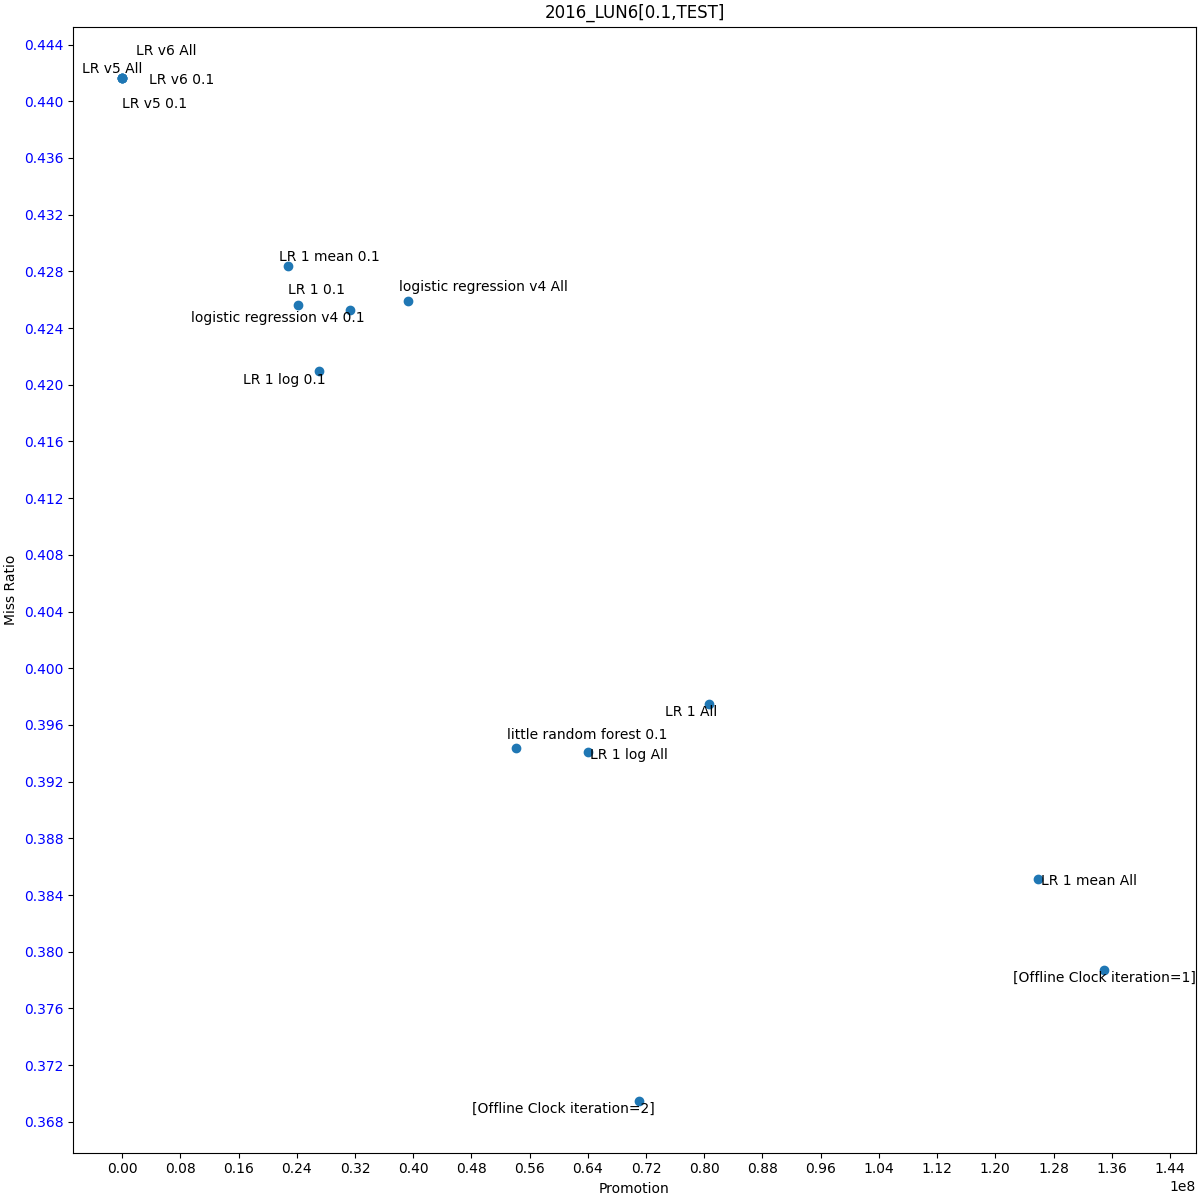 2016_LUN6[0.1,TEST]
0.444
0.440
0.436
0.432
0.428
0.424
0.420
0.416
0.412
0.408
0.404
0.400
0.396
0.392
0.388
0.384
0.380
0.376
0.372
0.368
Miss Ratio
LR v6 All
LR v5 All
LR v6 0.1
LR v5 0.1
LR 1 mean 0.1
logistic regression v4 All
LR 1 0.1
logistic regression v4 0.1
LR 1 log 0.1
LR 1 All
little random forest 0.1
LR 1 log All
LR 1 mean All
[Offline Clock iteration=1]
[Offline Clock iteration=2]
0.00 0.08 0.16 0.24 0.32 0.40 0.48 0.56 0.64 0.72 0.80 0.88 0.96 1.04 1.12 1.20 1.28 1.36 1.44
1e8
Promotion